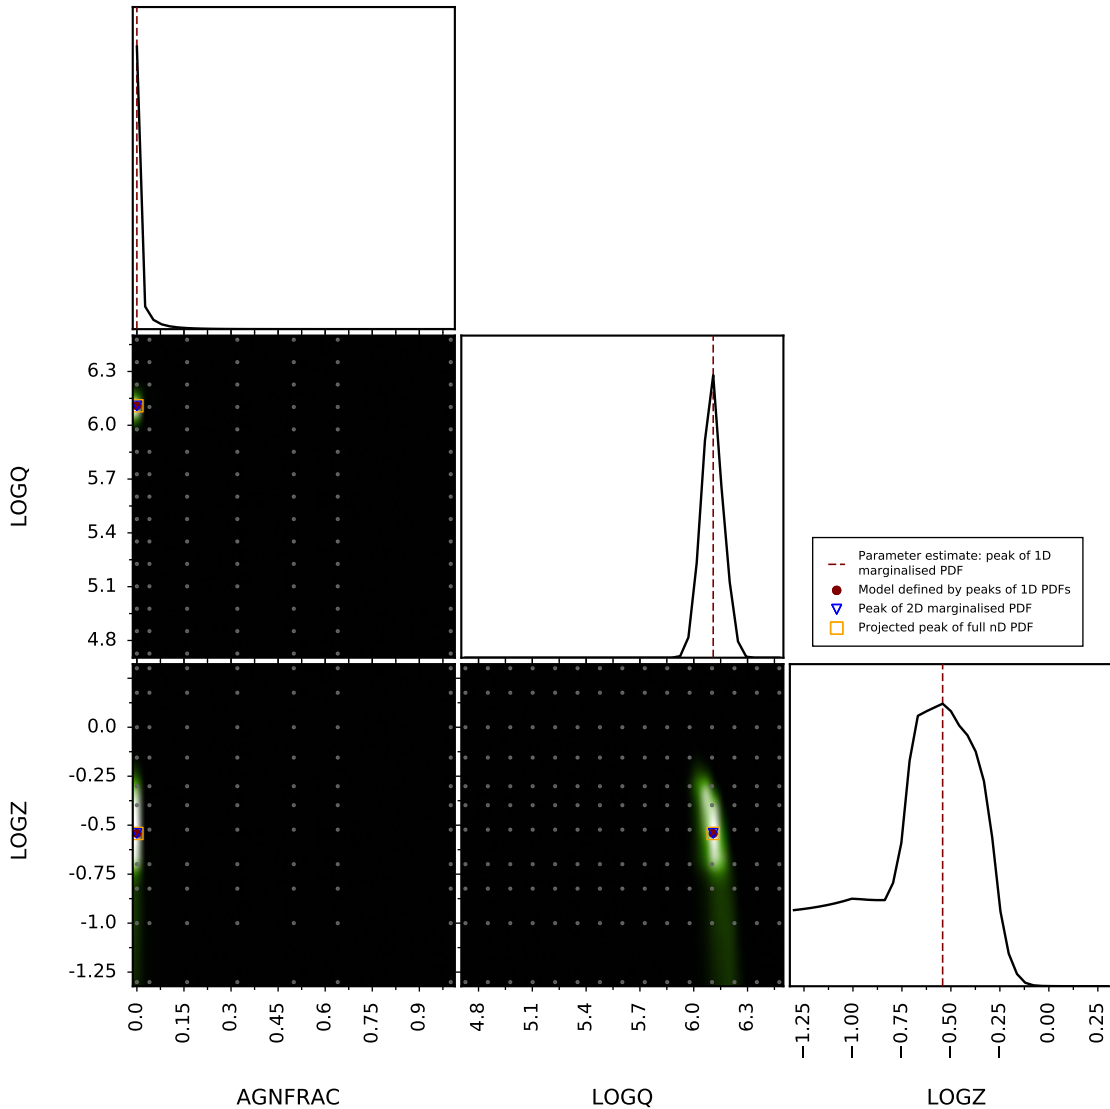 6.3
6.0
5.7
5.4
5.1
4.8
LOGQ
Parameter estimate: peak of 1D
marginalised PDF
Model defined by peaks of 1D PDFs
Peak of 2D marginalised PDF
Projected peak of full nD PDF
0.0
-0.25
-0.5
-0.75
-1.0
-1.25
LOGZ
0.0 0.15 0.3 0.45 0.6 0.75 0.9
4.8 5.1 5.4 5.7 6.0 6.3
−1.25 −1.00 −0.75 −0.50 −0.25 0.00 0.25
AGNFRAC LOGQ LOGZ